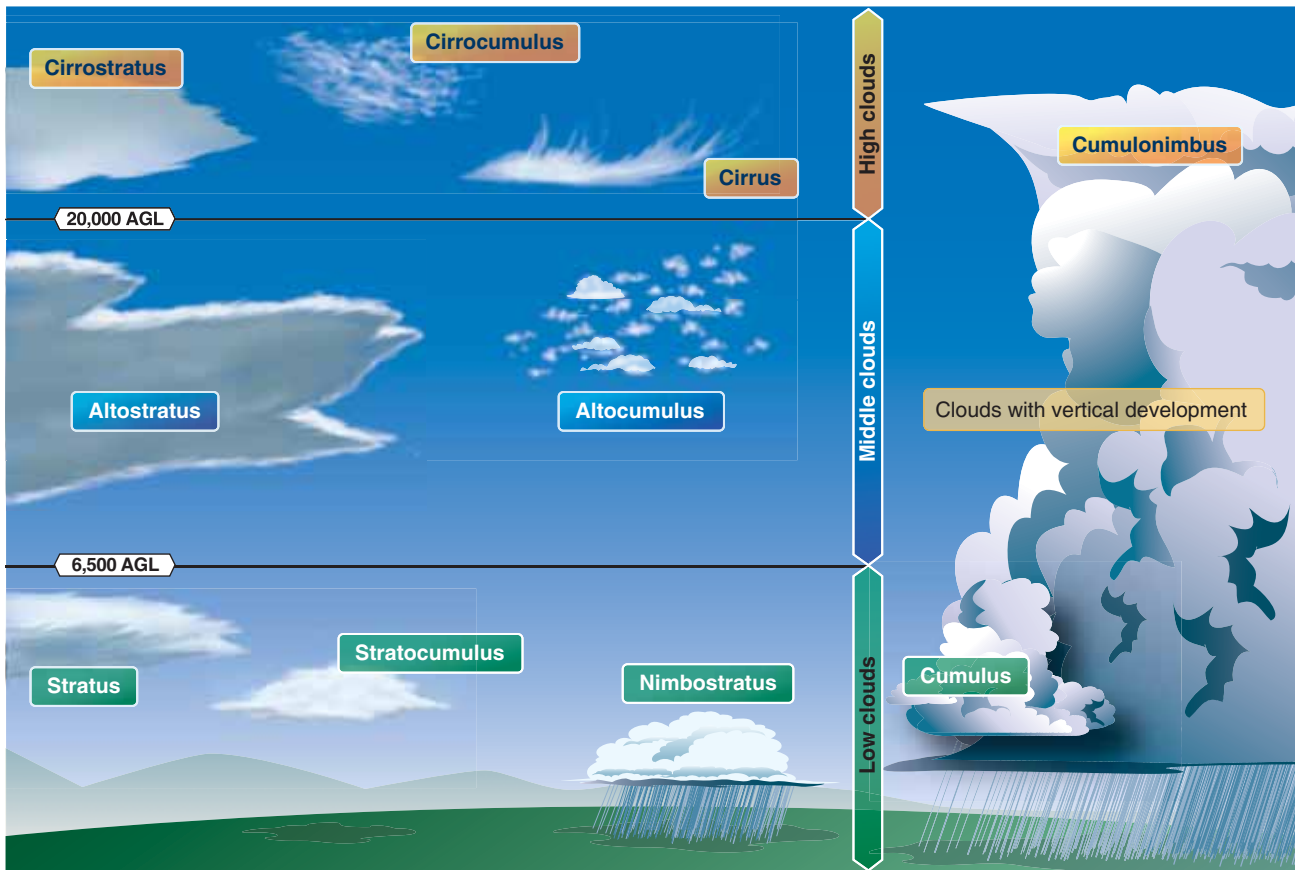 Cirrostratus
Cirrocumulus
Cirrus
High clouds
Cumulonimbus
20,000 AGL
Altostratus
Altocumulus
Middle clouds
Clouds with vertical development
6,500 AGL
Stratus
Stratocumulus
Nimbostratus
Low clouds
Cumulus